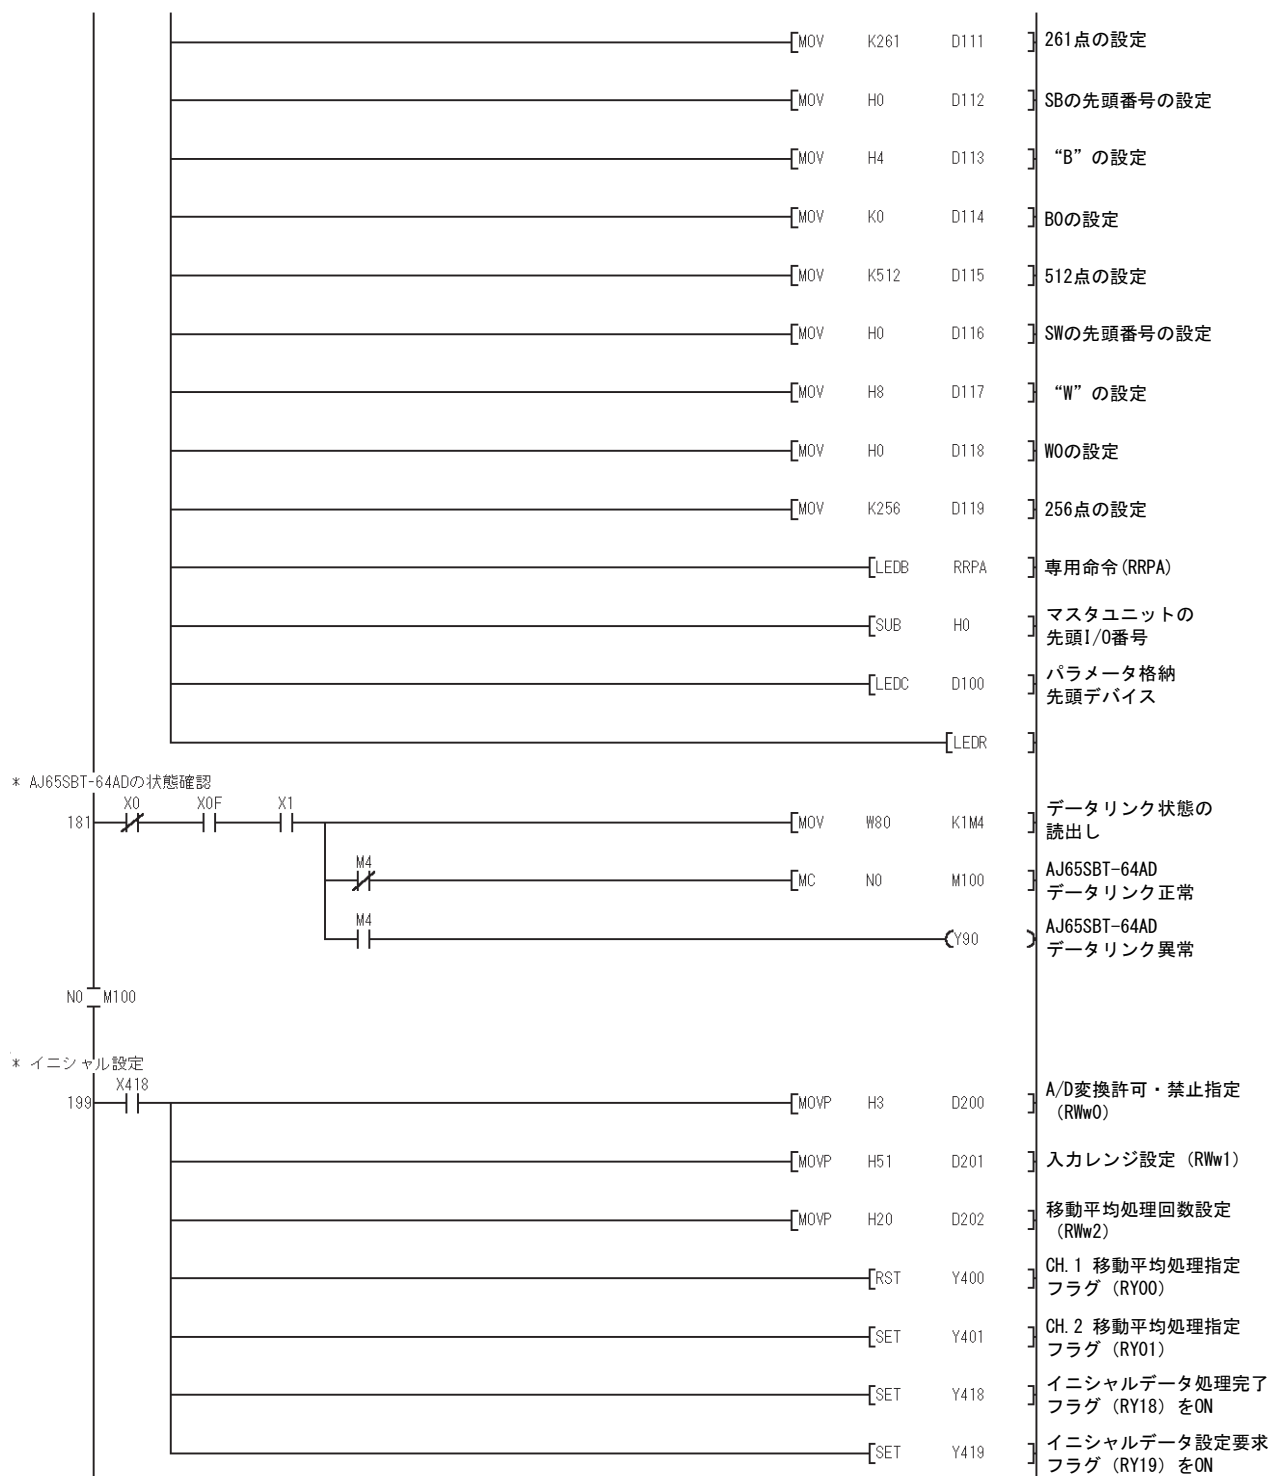 MOV K261 D111 261点の設定
MOV H0 D112 SBの先頭番号の設定
MOV H4 D113 “B”の設定
MOV K0 D114 B0の設定
MOV K512 D115 512点の設定
MOV H0 D116 SWの先頭番号の設定
MOV H8 D117 “W”の設定
MOV H0 D118 W0の設定
MOV K256 D119 256点の設定
LEDB RRPA 専用命令(RRPA)
SUB H0 マスタユニットの
先頭I/O番号
LEDC D100 パラメータ格納
先頭デバイス
LEDR
* AJ65SBT-64ADの状態確認
X0 X0F X1
181 MOV W80 K1M4 データリンク状態の
読出し
M4
MC N0 M100 AJ65SBT-64AD
データリンク正常
M4
Y90 AJ65SBT-64AD
データリンク異常
N0 M100
* イニシャル設定
X418
199 MOVP H3 D200 A/D変換許可・禁止指定
(RWw0)
MOVP H51 D201 入力レンジ設定 (RWw1)
MOVP H20 D202 移動平均処理回数設定
(RWw2)
RST Y400 CH.1 移動平均処理指定
フラグ (RY00)
SET Y401 CH.2 移動平均処理指定
フラグ (RY01)
SET Y418 イニシャルデータ処理完了
フラグ (RY18) をON
SET Y419 イニシャルデータ設定要求
フラグ (RY19) をON